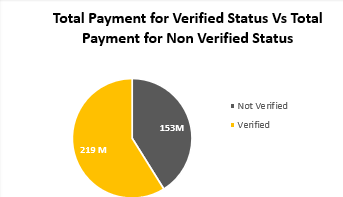 Total Payment for Verified Status Vs Total
Payment for Non Verified Status
153M
219 M
Not Verified
Verified